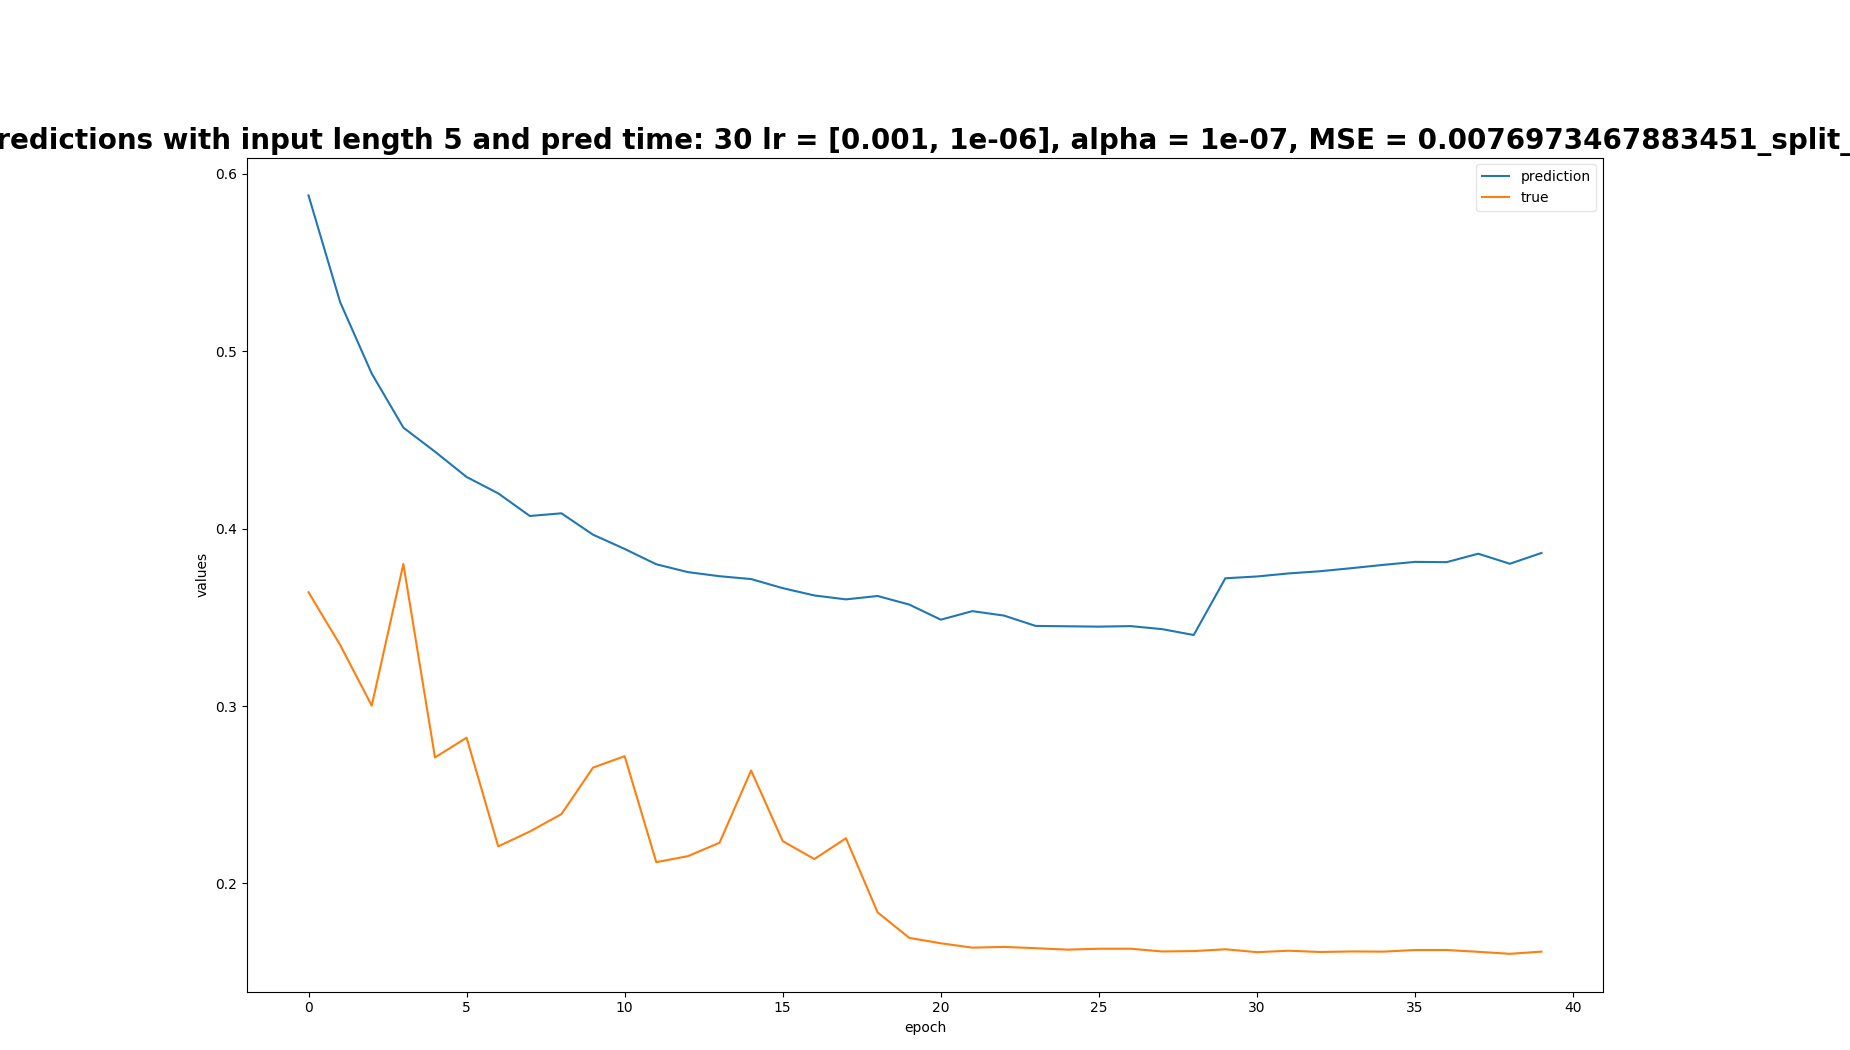 redictions with input length 5 and pred time: 30 lr = [0.001, 1e-06], alpha = 1e-07, MSE = 0.0076973467883451_split_
prediction
true
0.6
0.5
0.4
0.3
0.2
values
0 5 10 15 20 25 30 35 40
epoch